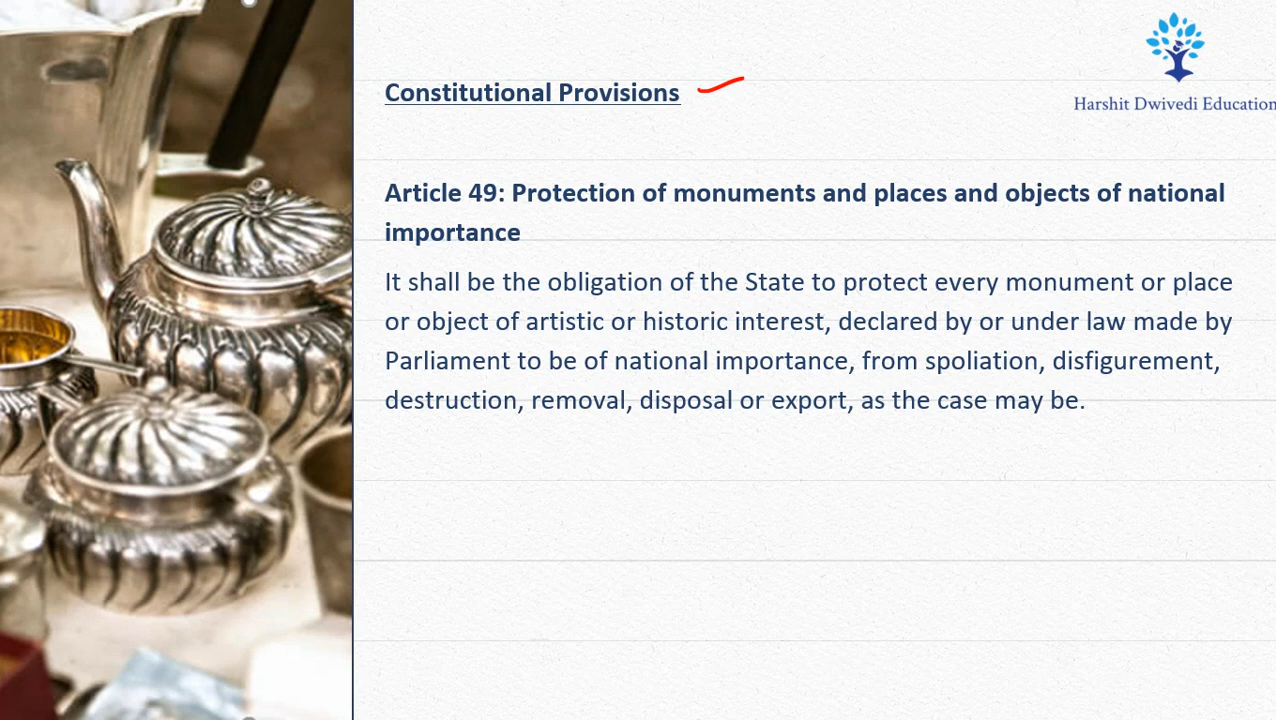 Constitutional Provisions
Harshit Dwivedi Education
Article 49: Protection of monuments and places and objects of national
importance
It shall be the obligation of the State to protect every monument or place
or object of artistic or historic interest, declared by or under law made by
Parliament to be of national importance, from spoliation, disfigurement,
destruction, removal, disposal or export, as the case may be.